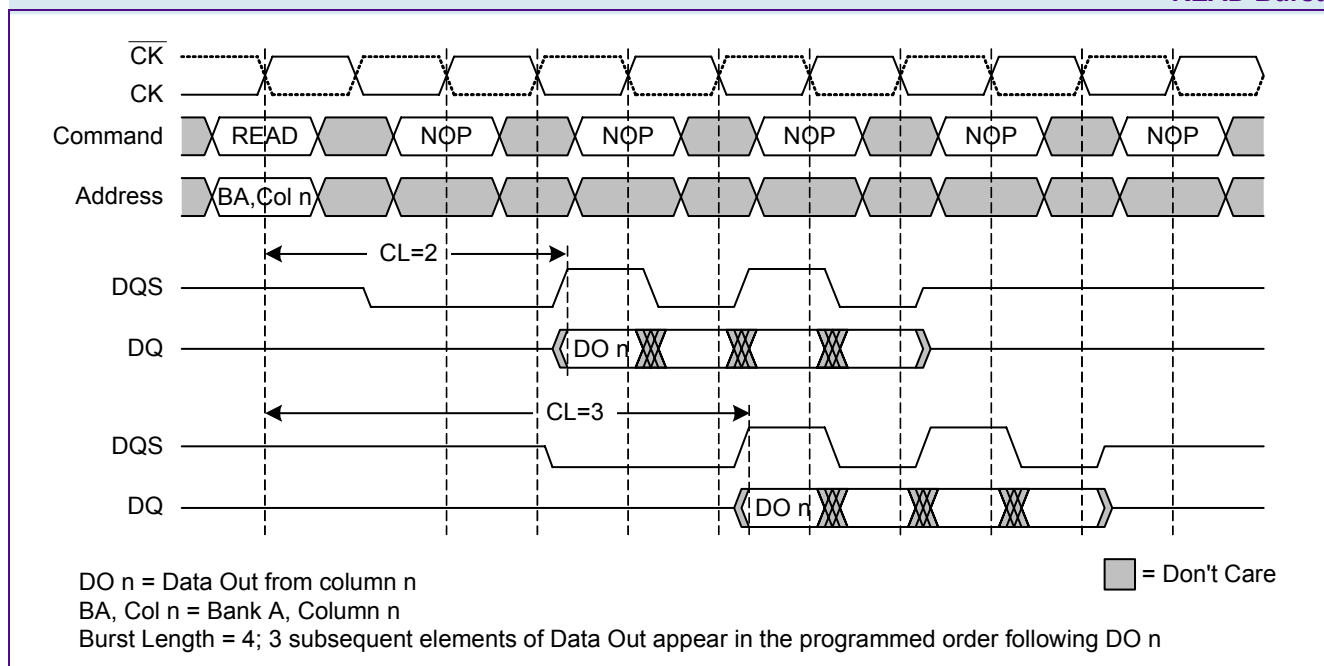 CK
CK
Command READ NOP NOP NOP NOP NOP
Address BA,Col n
CL=2
DQS
DQ DO n
CL=3
DQS
DQ DO n
DO n = Data Out from column n
= Don't Care
BA, Col n = Bank A, Column n
Burst Length = 4; 3 subsequent elements of Data Out appear in the programmed order following DO n